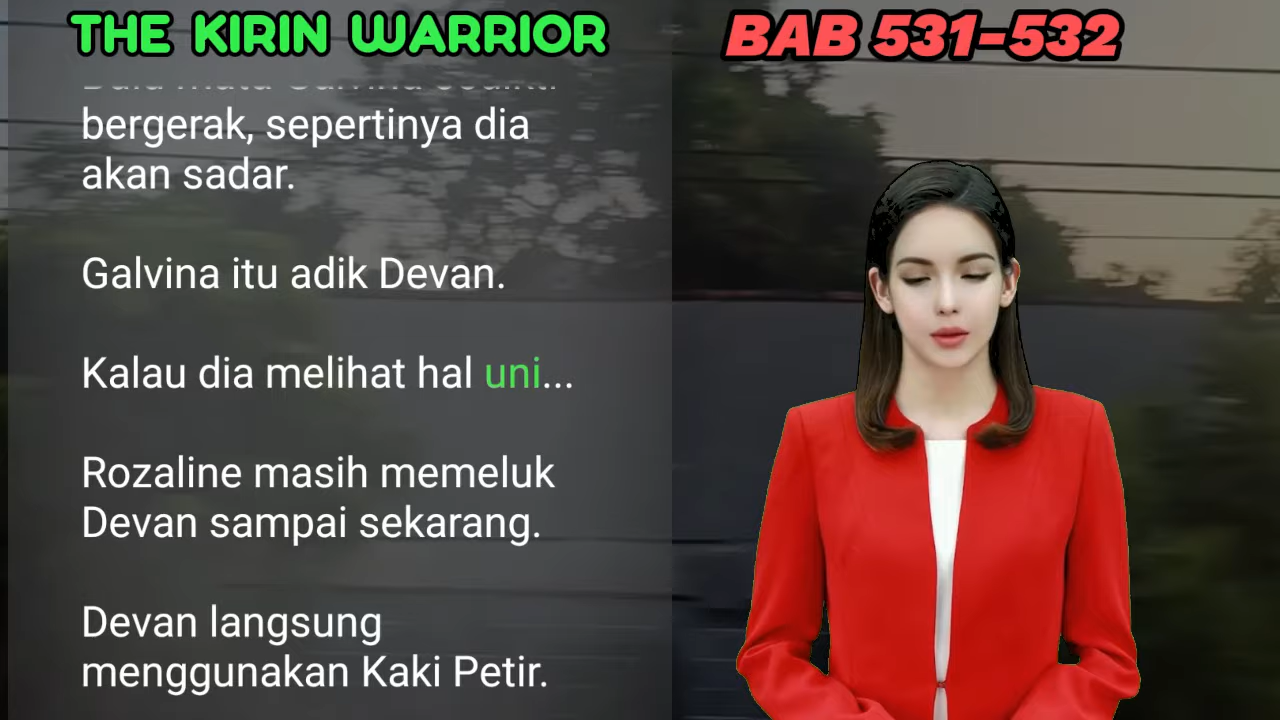 THE KIRIN WARRIOR
BAB 531-532
bergerak, sepertinya dia
akan sadar.
Galvina itu adik Devan.
Kalau dia melihat hal uni...
Rozaline masih memeluk
Devan sampai sekarang.
Devan langsung
menggunakan Kaki Petir.